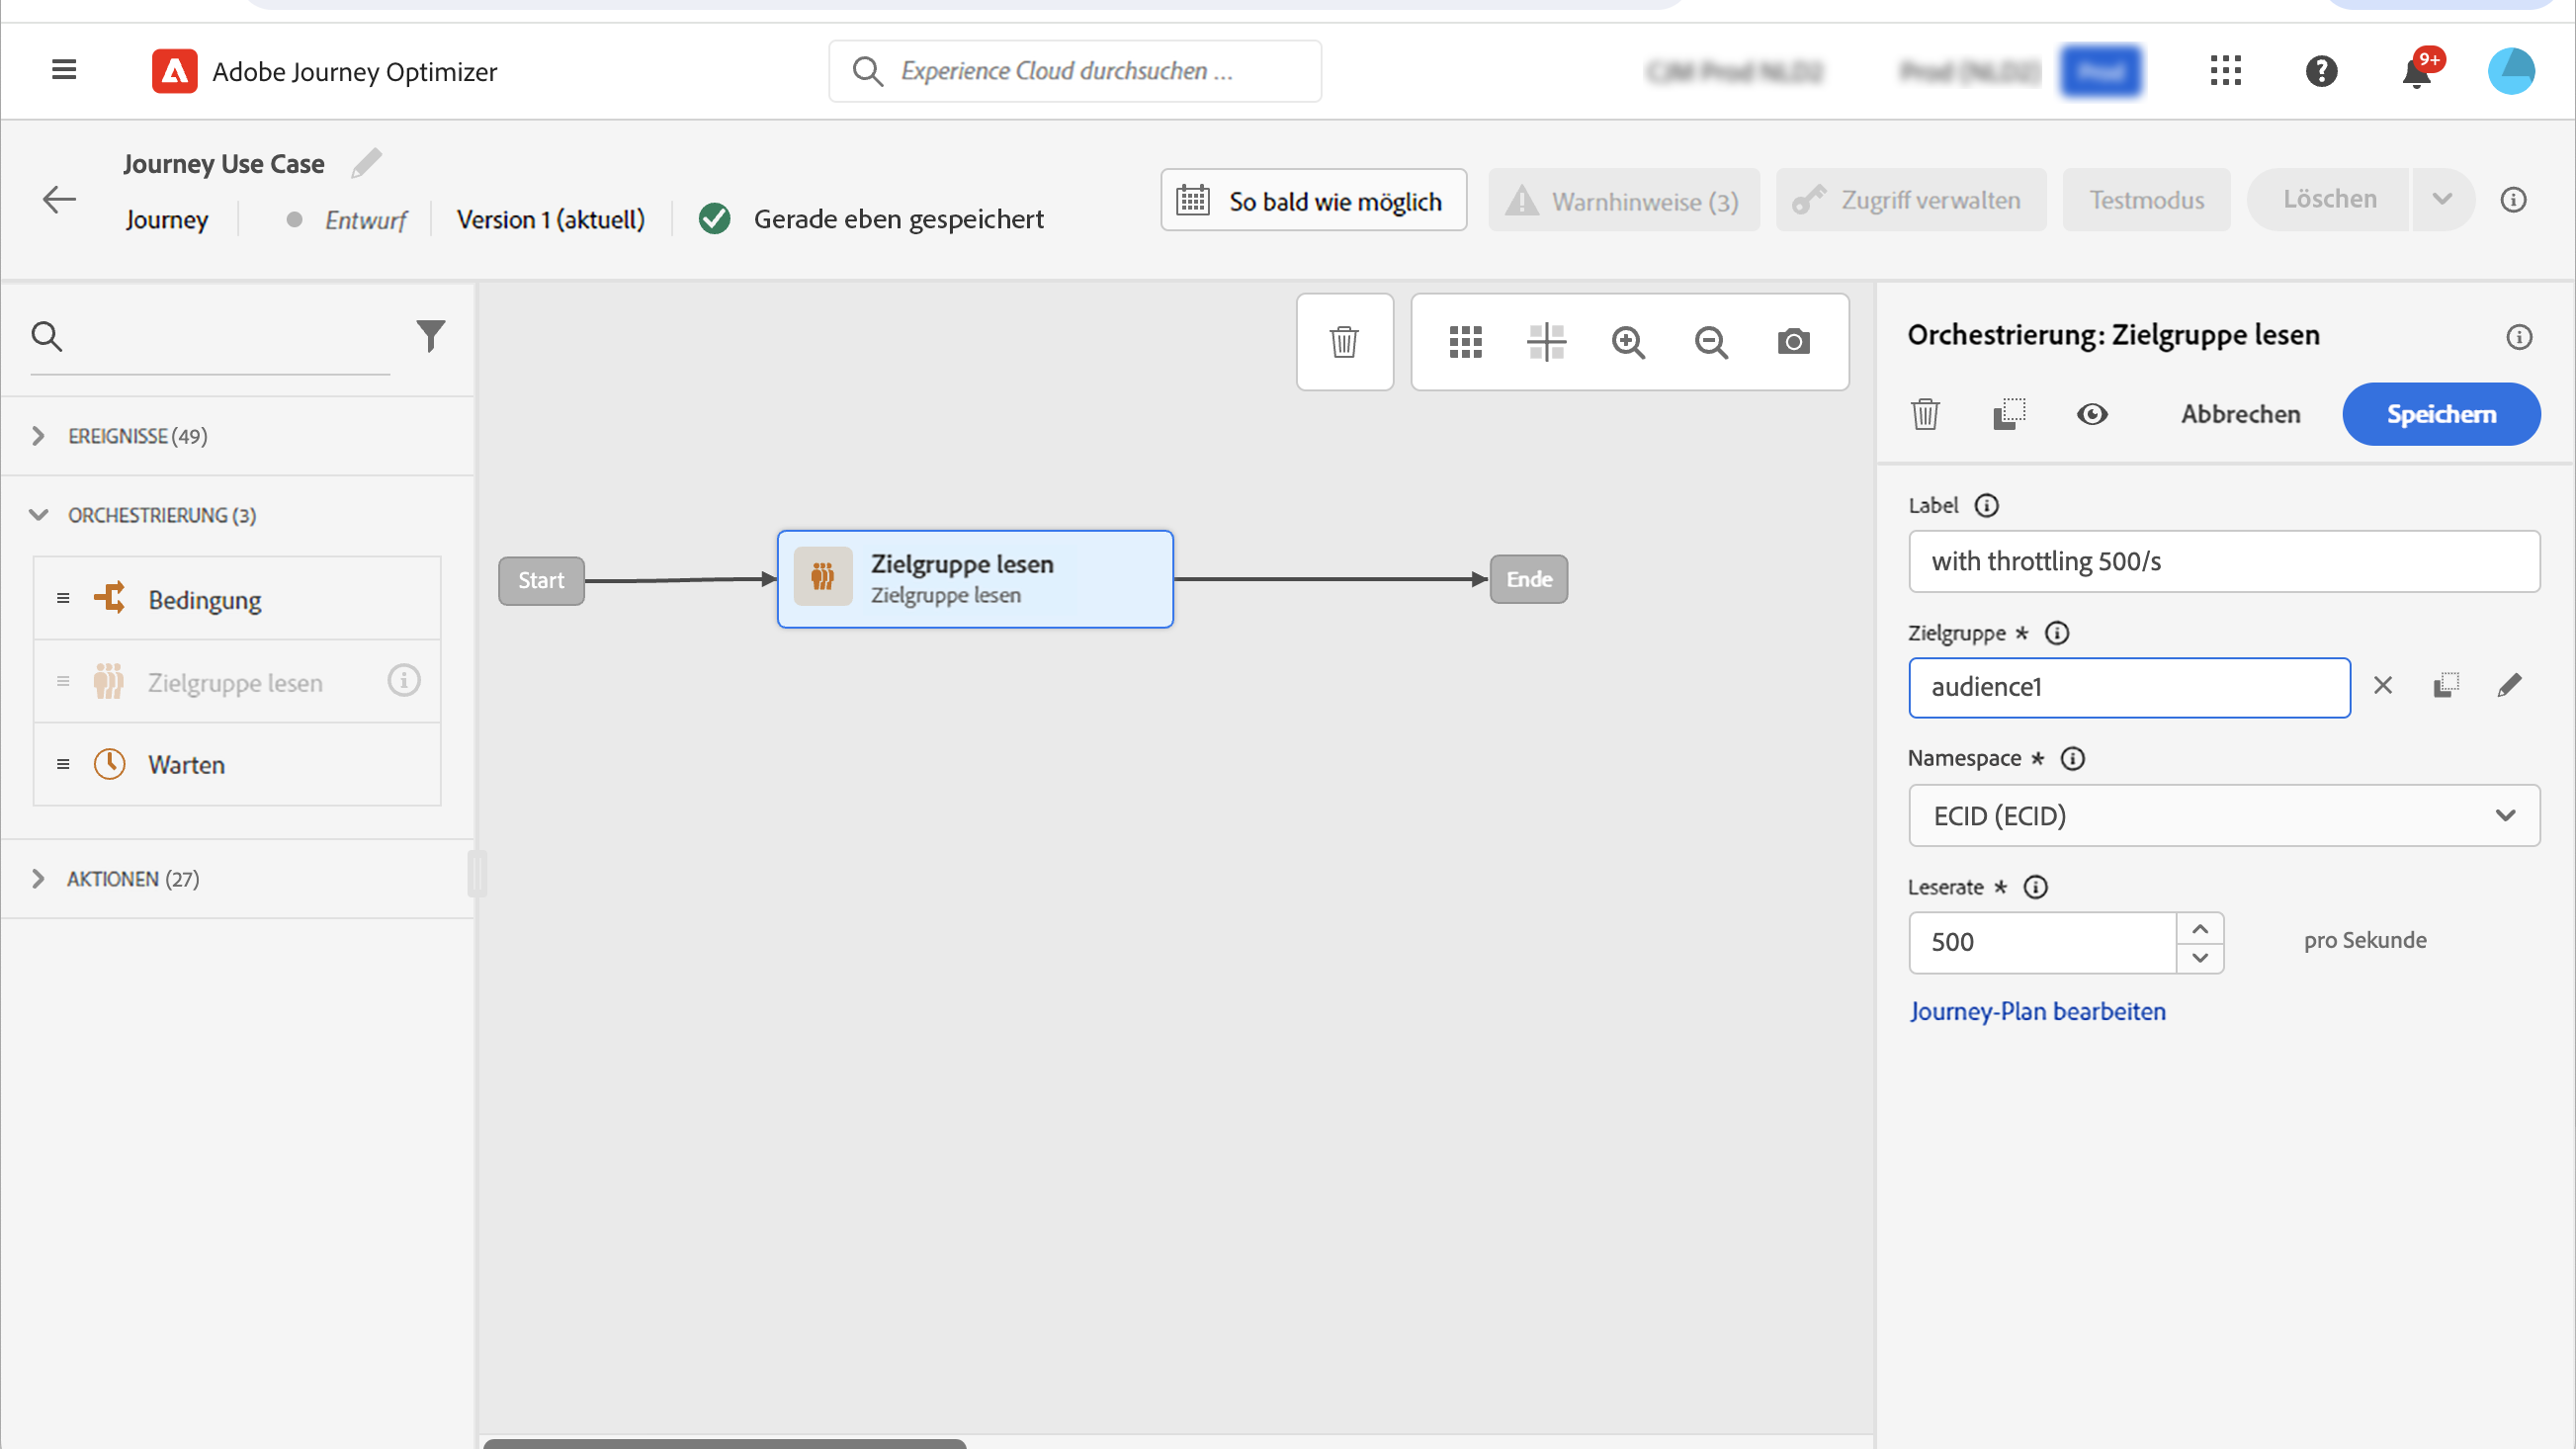 Adobe Journey Optimizer
Experience Cloud durchsuchen ...
9+
Journey Use Case
Journey
Entwurf
Version 1 (aktuell)
Gerade eben gespeichert
So bald wie möglich
Warnhinweise (3)
Zugriff verwalten
Testmodus
Löschen
EREIGNISSE (49)
ORCHESTRIERUNG (3)
Bedingung
Zielgruppe lesen
Warten
AKTIONEN (27)
Start
Zielgruppe lesen
Zielgruppe lesen
Ende
Orchestrierung: Zielgruppe lesen
Abbrechen
Speichern
Label
with throttling 500/s
Zielgruppe *
audience1
Namespace *
ECID (ECID)
Leserate *
500
pro Sekunde
Journey-Plan bearbeiten